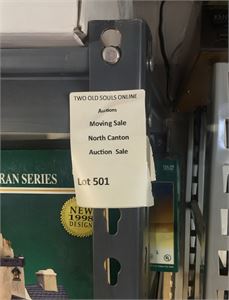 TWO OLD SOULS ONLINE
Auctions
Moving Sale
North Canton
Auction Sale
Lot 501
RAN SERIES
NEW
1998
DESIGN